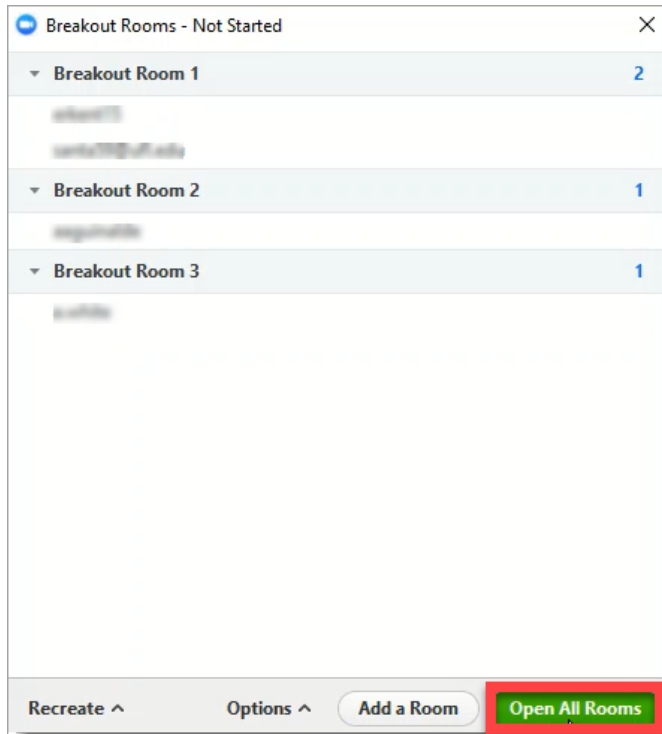 Breakout Rooms - Not Started
Breakout Room 1 2
Breakout Room 2 1
Breakout Room 3 1
Recreate Options Add a Room Open All Rooms